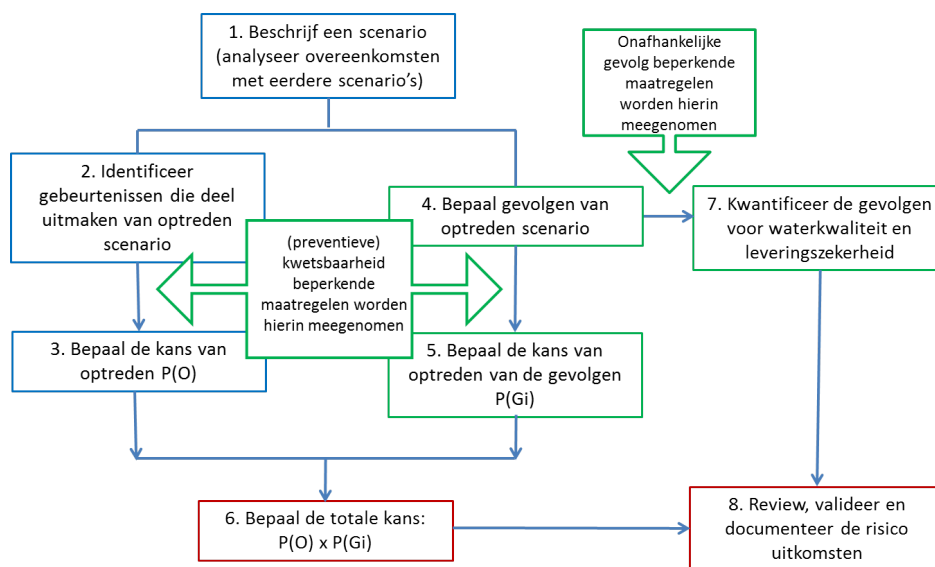 1. Beschrijf een scenario
(analyseer overeenkomsten
met eerdere scenario's)
Onafhankelijke
gevolg beperkende
maatregelen
worden hierin
meegenomen
2. Identificeer
gebeurtenissen die deel
uitmaken van optreden
scenario
4. Bepaal gevolgen van
optreden scenario
7. Kwantificeer de gevolgen
voor waterkwaliteit en
leveringszekerheid
(preventieve)
kwetsbaarheid
beperkende
maatregelen worden
hierin meegenomen
3. Bepaal de kans van
optreden P(O)
5. Bepaal de kans van
optreden van de gevolgen
P(Gi)
6. Bepaal de totale kans:
P(O) x P(Gi)
8. Review, valideer en
documenteer de risico
uitkomsten